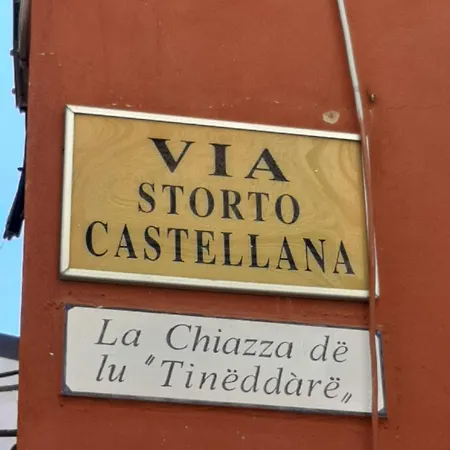 VIA
STORTO
CASTELLANA
La Chiazza dë
lu "Tinëddàrë"